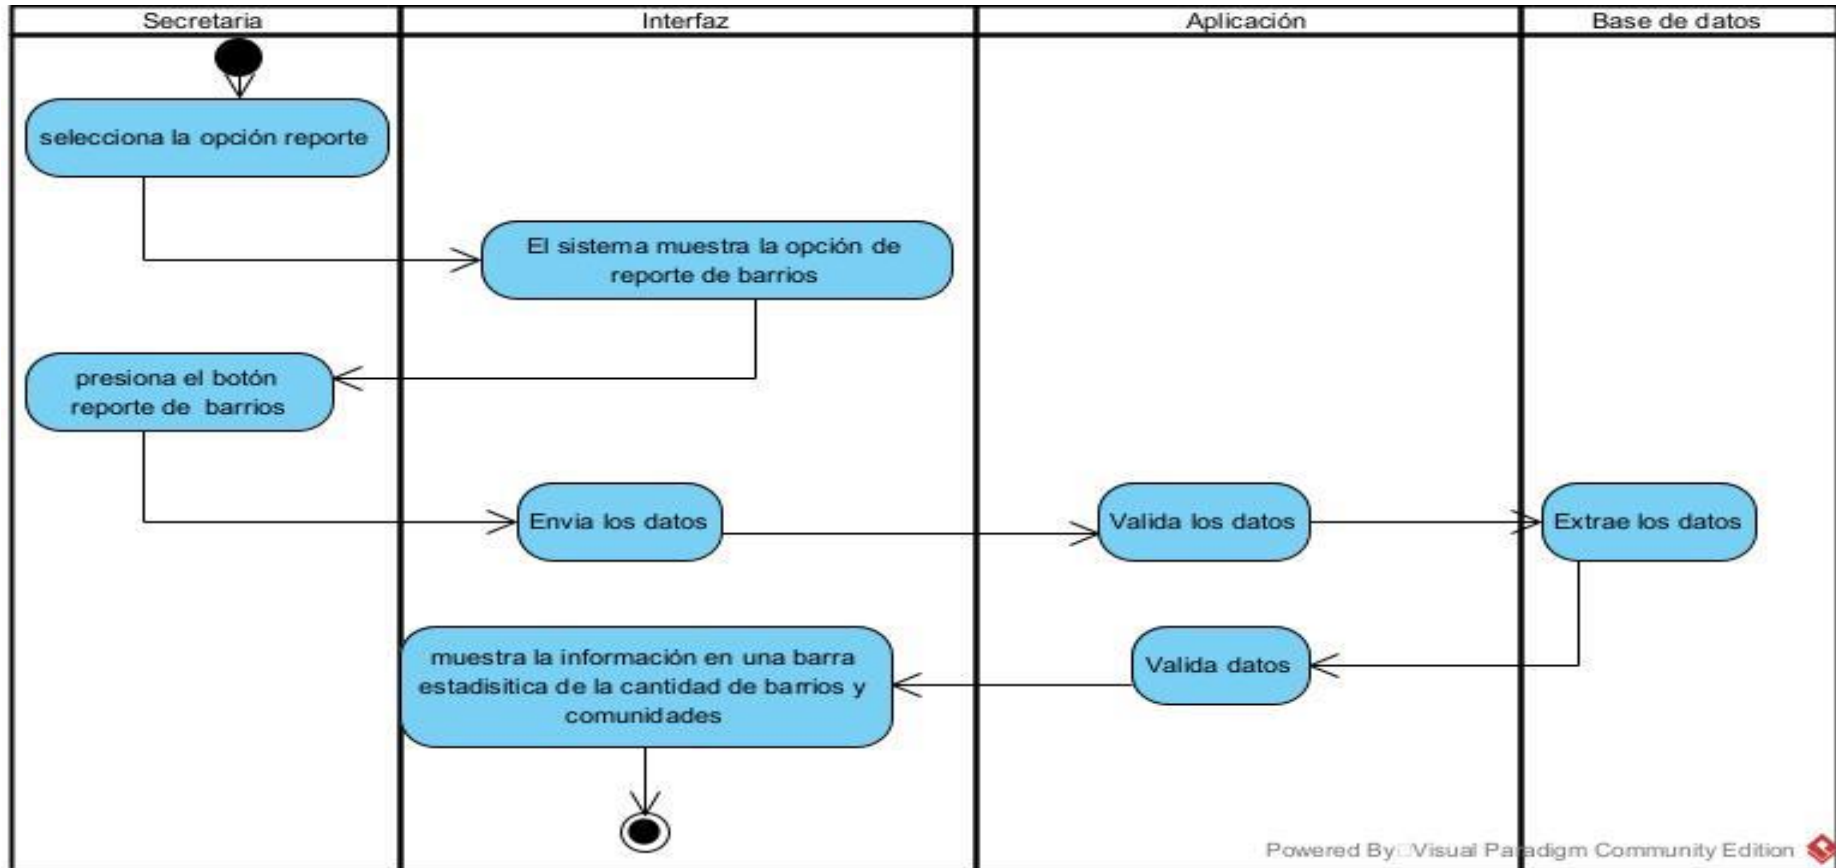 Secretaria
Interfaz
Aplicación
Base de datos
selecciona la opción reporte
El sistema muestra la opción de
reporte de barrios
presiona el botón
reporte de barrios
Envia los datos
Valida los datos
Extrae los datos
muestra la información en una barra
estadisitica de la cantidad de barrios y
comunidades
Valida datos
Powered By Visual Paradigm Community Edition